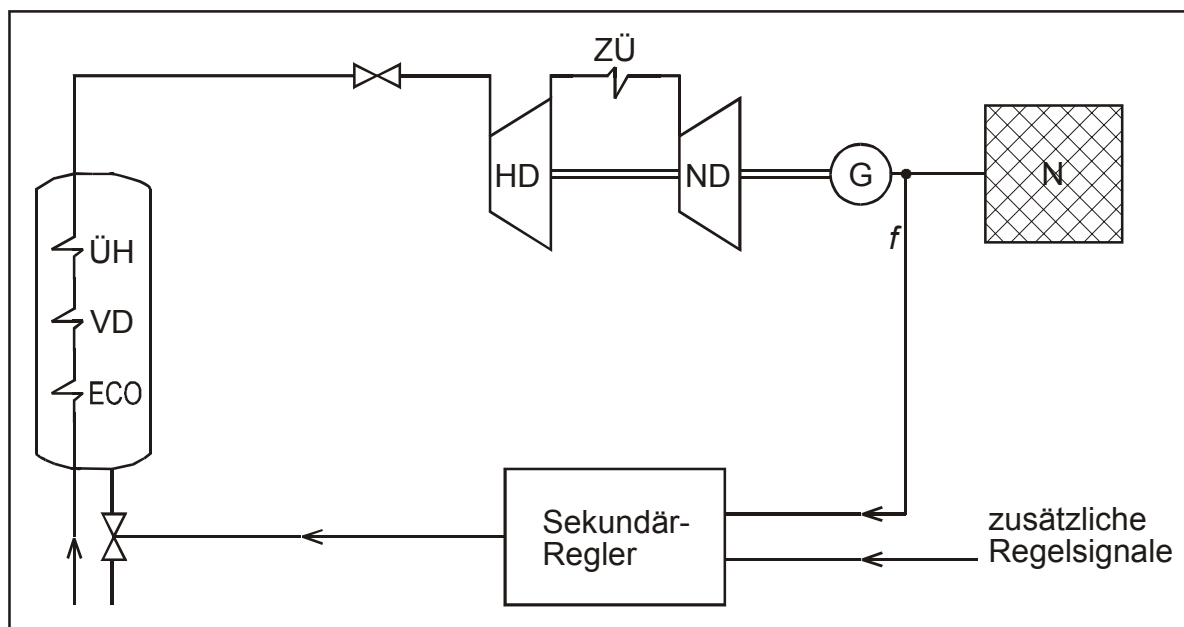 ZÜ
HD
ND
G
N
f
ÜH
VD
ECO
Sekundär-
Regler
zusätzliche
Regelsignale